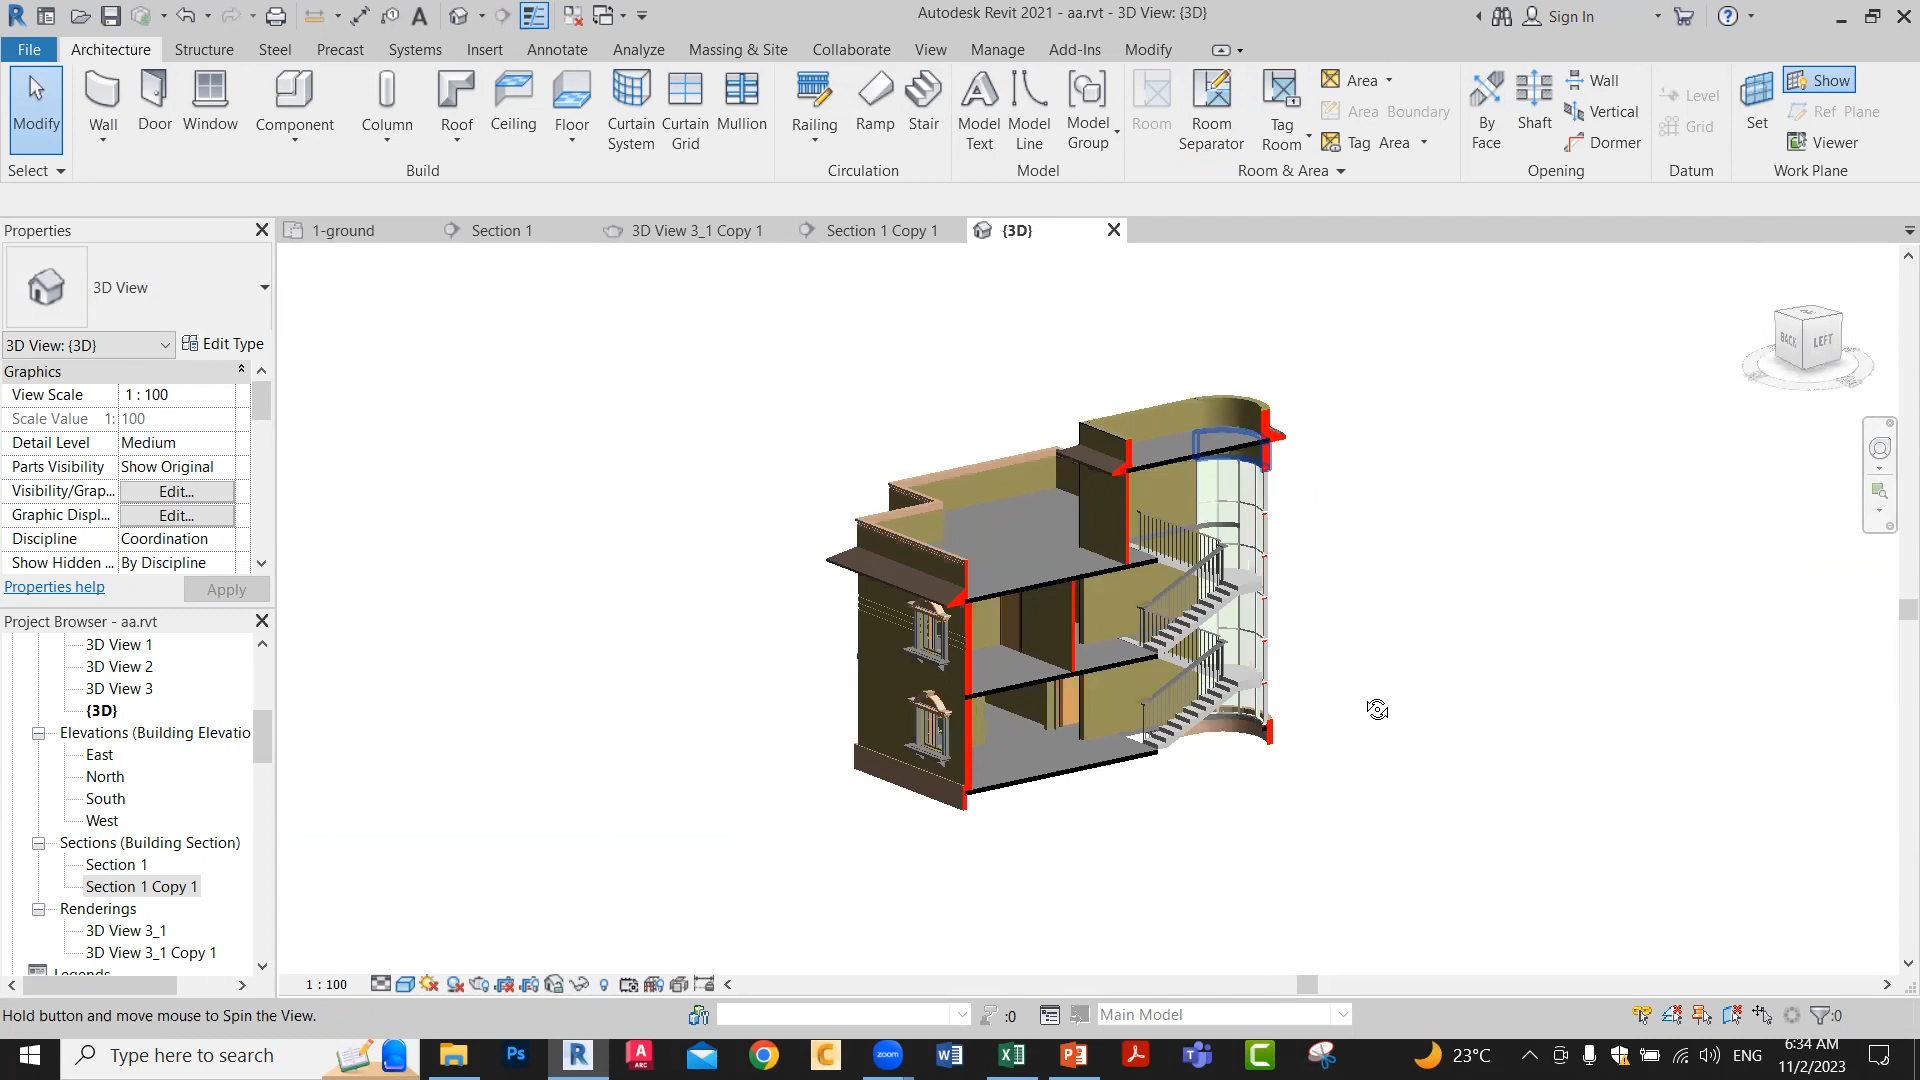 Autodesk Revit 2021 - aa.rvt - 3D View: {3D}
Sign In
File Architecture Structure Steel Precast Systems Insert Annotate Analyze Massing & Site Collaborate View Manage Add-Ins Modify
Modify
Wall Door Window Component Column Roof Ceiling Floor Curtain System Curtain Grid Mullion
Railing Ramp Stair
Model Text Model Line Model Group
Room Room Separator Tag Room
Area
Area Boundary
Tag Area
By Face Shaft
Wall
Vertical
Dormer
Level
Grid
Set
Show
Ref Plane
Viewer
Select Build Circulation Model Room & Area Opening Datum Work Plane
Properties
1-ground Section 1 3D View 3_1 Copy 1 Section 1 Copy 1 {3D}
3D View
3D View: {3D} Edit Type
Graphics
View Scale 1 : 100
Scale Value 1: 100
Detail Level Medium
Parts Visibility Show Original
Visibility/Grap... Edit...
Graphic Displ... Edit...
Discipline Coordination
Show Hidden ... By Discipline
Properties help Apply
BACK LEFT
Project Browser - aa.rvt
3D View 1
3D View 2
3D View 3
{3D}
Elevations (Building Elevatio
East
North
South
West
Sections (Building Section)
Section 1
Section 1 Copy 1
Renderings
3D View 3_1
3D View 3_1 Copy 1
Legends
1 : 100
Hold button and move mouse to Spin the View.
:0
Main Model
:0
Type here to search
Ps
R
A
ARC
C
zoom
23°C
ENG
6:34 AM
11/2/2023